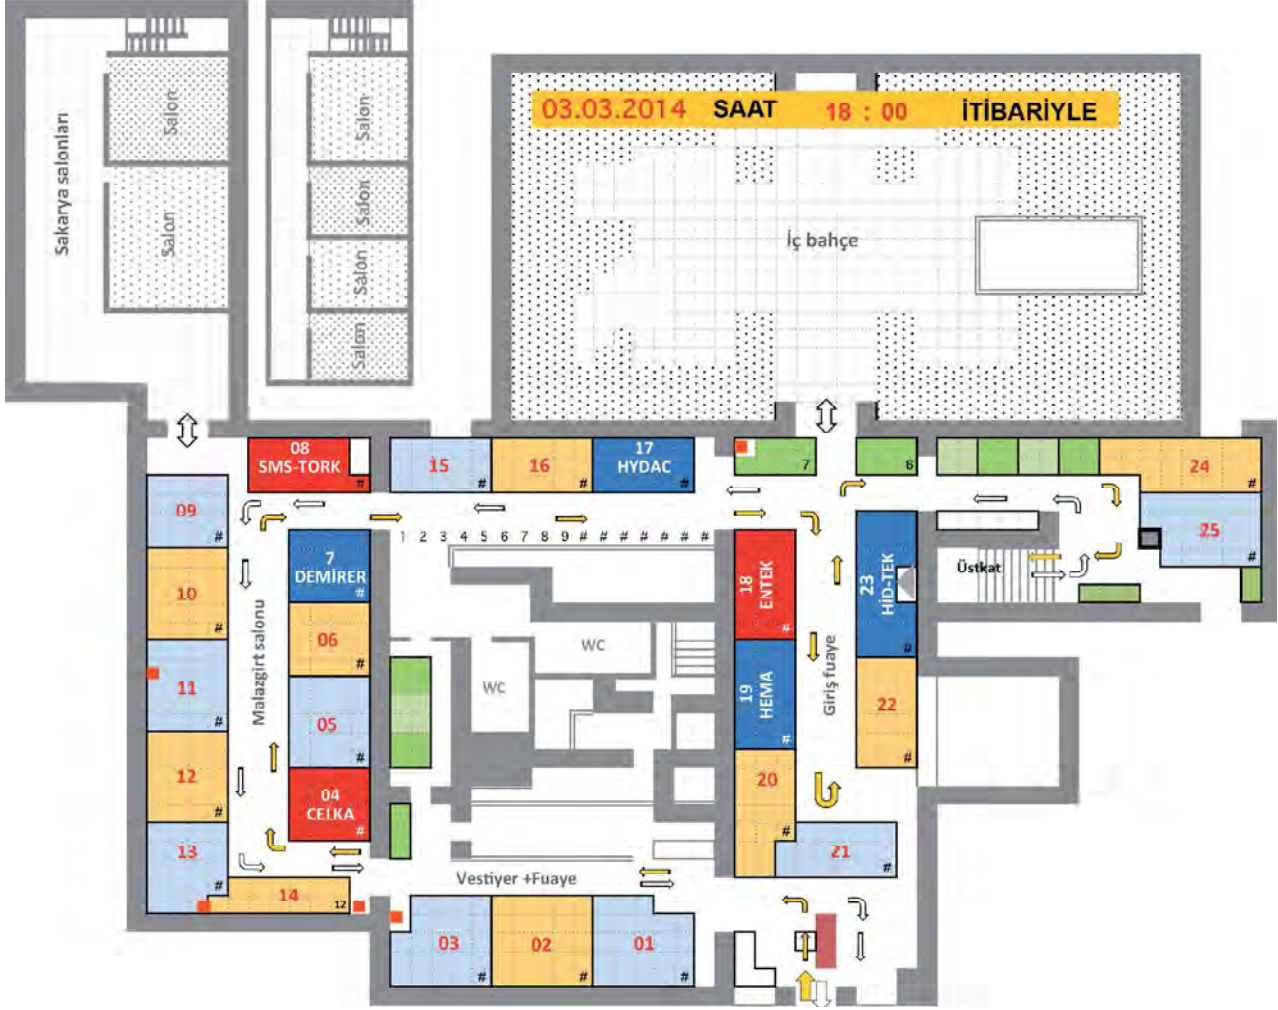 Sakarya salonları
Salon
Salon
Salon
Salon
Salon
Salon
03.03.2014 SAAT 18 : 00 İTİBARİYLE
İç bahçe
08
SMS-TORK
#
15
#
16
#
17
HYDAC
#
7
6
24
#
09
#
25
#
1 2 3 4 5 6 7 8 9 # # # # # # #
7
DEMİRER
#
18
ENTEK
#
23
HİD-TEK
#
Üstkat
10
#
06
#
WC
WC
Malazgirt salonu
Giriş fuaye
11
#
05
#
19
HEMA
#
22
#
12
#
04
CELKA
#
20
#
13
#
21
#
14
12
Vestiyer +Fuaye
03
#
02
#
01
#